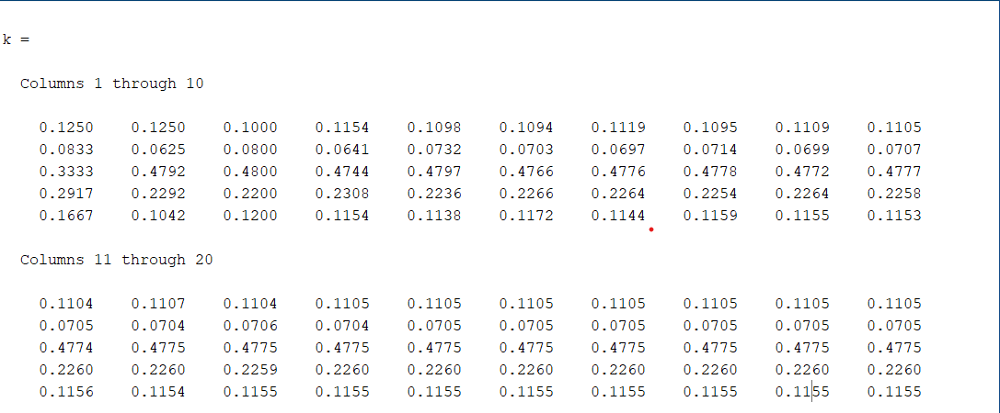 k =
Columns 1 through 10
0.1250 0.1250 0.1000 0.1154 0.1098 0.1094 0.1119 0.1095 0.1109 0.1105
0.0833 0.0625 0.0800 0.0641 0.0732 0.0703 0.0697 0.0714 0.0699 0.0707
0.3333 0.4792 0.4800 0.4744 0.4797 0.4766 0.4776 0.4778 0.4772 0.4777
0.2917 0.2292 0.2200 0.2308 0.2236 0.2266 0.2264 0.2254 0.2264 0.2258
0.1667 0.1042 0.1200 0.1154 0.1138 0.1172 0.1144 0.1159 0.1155 0.1153
Columns 11 through 20
0.1104 0.1107 0.1104 0.1105 0.1105 0.1105 0.1105 0.1105 0.1105 0.1105
0.0705 0.0704 0.0706 0.0704 0.0705 0.0705 0.0705 0.0705 0.0705 0.0705
0.4774 0.4775 0.4775 0.4775 0.4775 0.4775 0.4775 0.4775 0.4775 0.4775
0.2260 0.2260 0.2259 0.2260 0.2260 0.2260 0.2260 0.2260 0.2260 0.2260
0.1156 0.1154 0.1155 0.1155 0.1155 0.1155 0.1155 0.1155 0.1155 0.1155